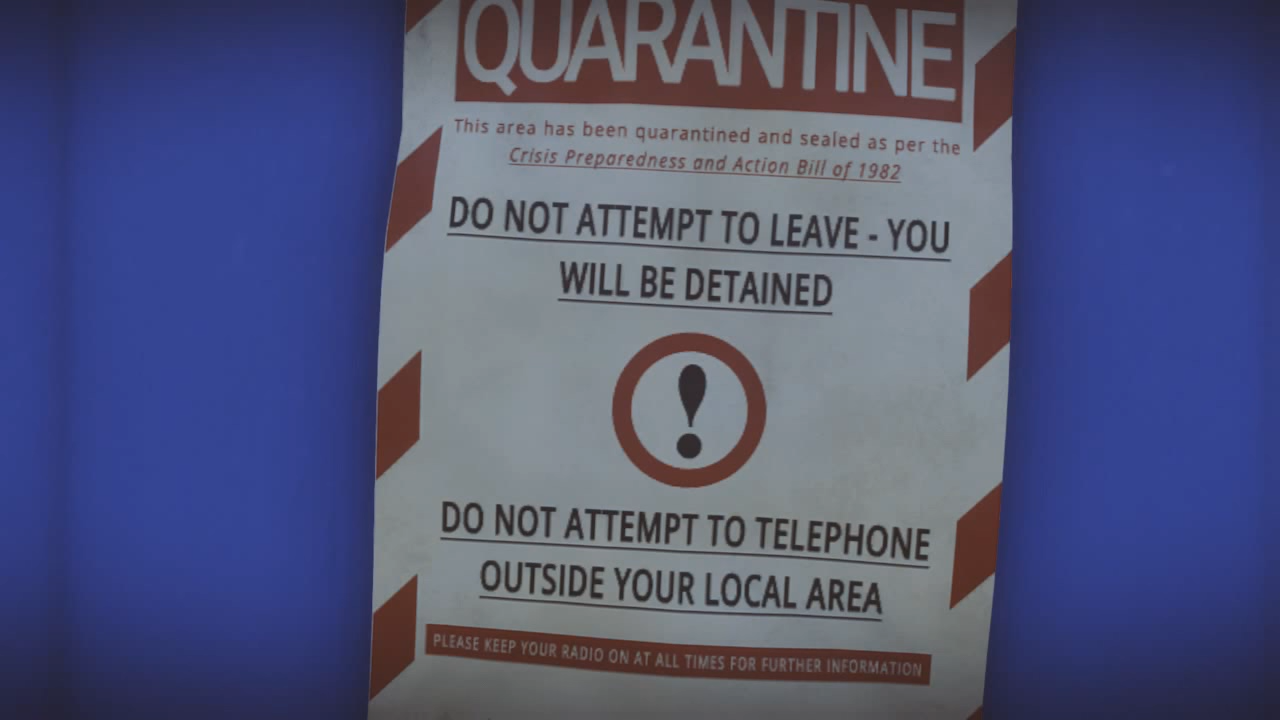 QUARANTINE
This area has been quarantined and sealed as per the
Crisis Preparedness and Action Bill of 1982
DO NOT ATTEMPT TO LEAVE - YOU
WILL BE DETAINED
!
DO NOT ATTEMPT TO TELEPHONE
OUTSIDE YOUR LOCAL AREA
PLEASE KEEP YOUR RADIO ON AT ALL TIMES FOR FURTHER INFORMATION